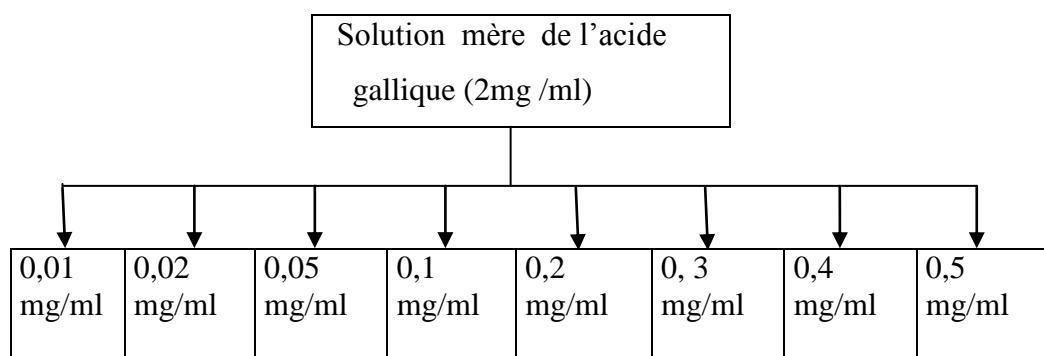 Solution mère de l’acide
gallique (2mg /ml)
0,01 0,02 0,05 0,1 0,2 0, 3 0,4 0,5
mg/ml mg/ml mg/ml mg/ml mg/ml mg/ml mg/ml mg/ml